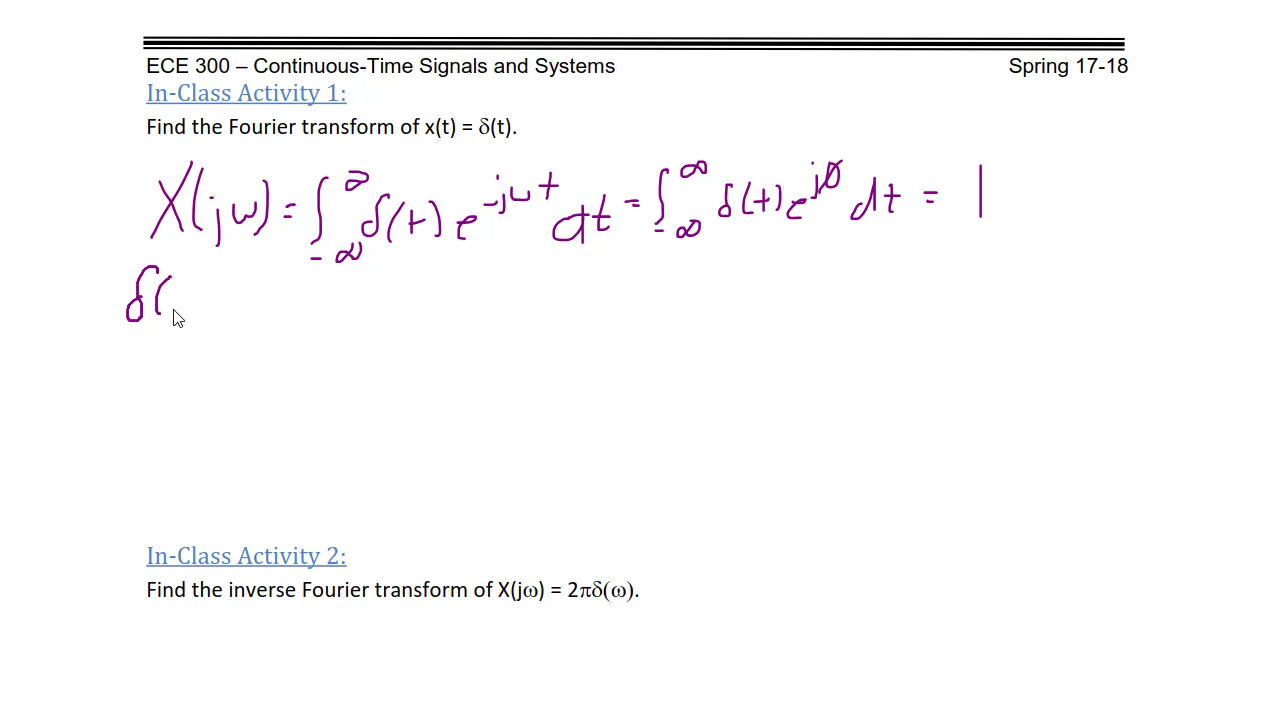 ECE 300 – Continuous-Time Signals and Systems Spring 17-18
In-Class Activity 1:
Find the Fourier transform of x(t) = δ(t).
X(jω) = ∫_{-∞}^{∞} δ(t) e^{-jωt} dt = ∫_{-∞}^{∞} δ(t) e^{j0} dt = 1
δ(
In-Class Activity 2:
Find the inverse Fourier transform of X(jω) = 2πδ(ω).